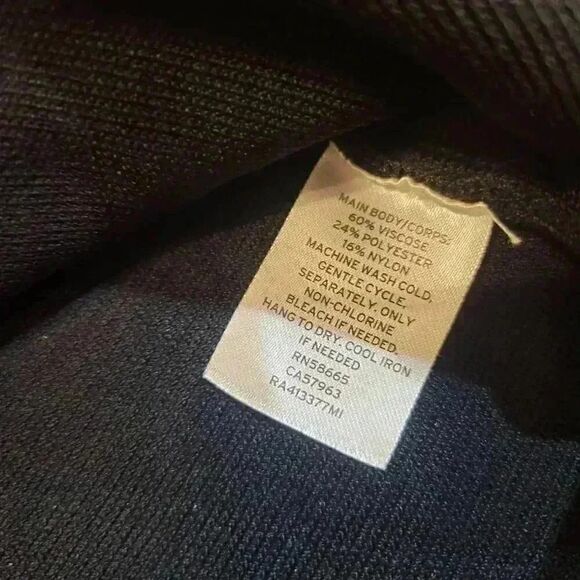 MAIN BODY/CORPS:
60% VISCOSE
24% POLYESTER
16% NYLON
MACHINE WASH COLD,
GENTLE CYCLE,
SEPARATELY. ONLY
NON-CHLORINE
BLEACH IF NEEDED.
HANG TO DRY. COOL IRON
IF NEEDED
RN58665
CA57963
RA413377MI